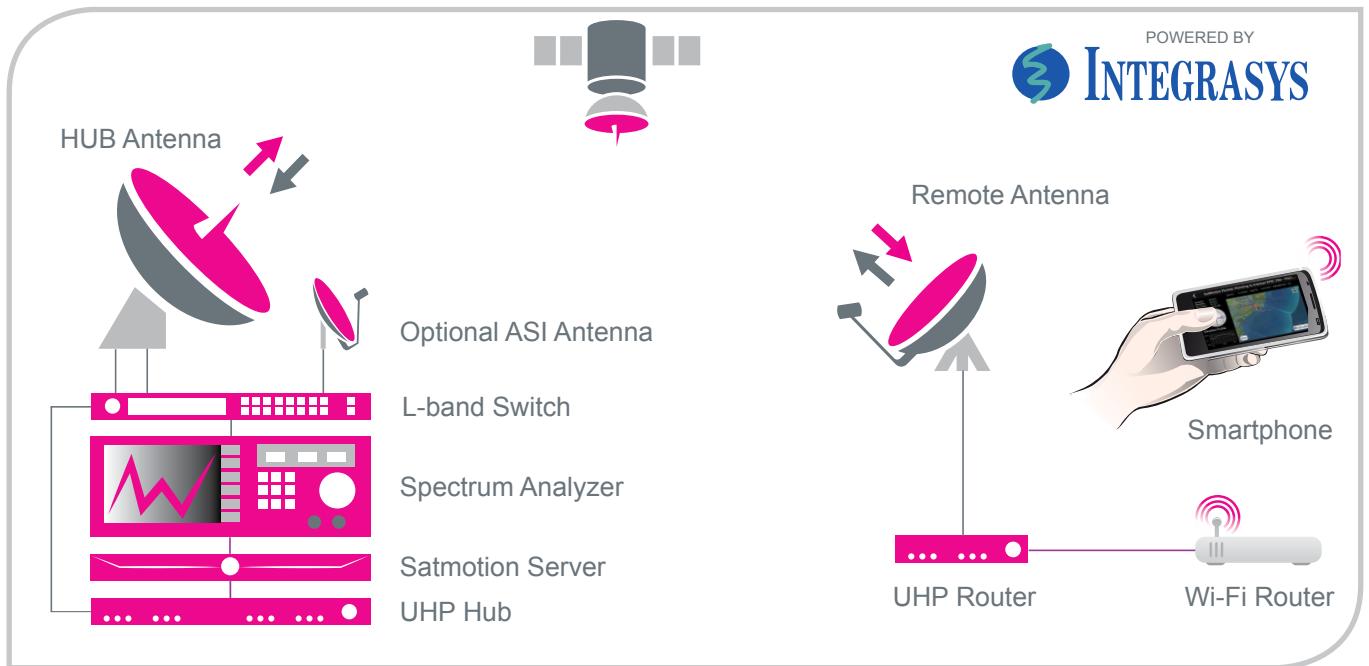 POWERED BY
INTEGRASYS
HUB Antenna
Remote Antenna
Optional ASI Antenna
L-band Switch
Smartphone
Spectrum Analyzer
Satmotion Server
UHP Hub
UHP Router
Wi-Fi Router